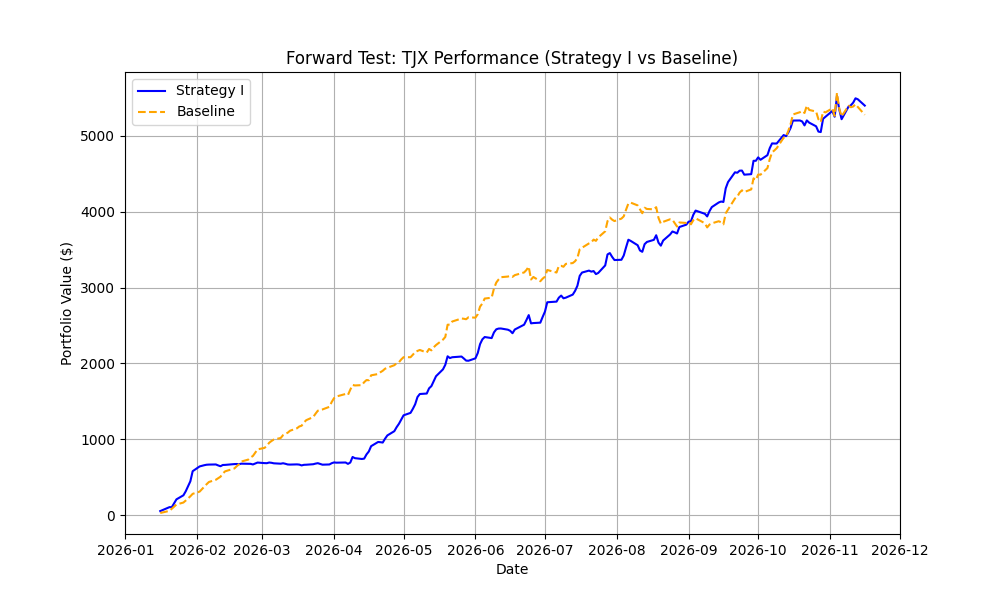 Forward Test: TJX Performance (Strategy I vs Baseline)
Strategy I
Baseline
Portfolio Value ($)
5000
4000
3000
2000
1000
0
2026-01 2026-02 2026-03 2026-04 2026-05 2026-06 2026-07 2026-08 2026-09 2026-10 2026-11 2026-12
Date